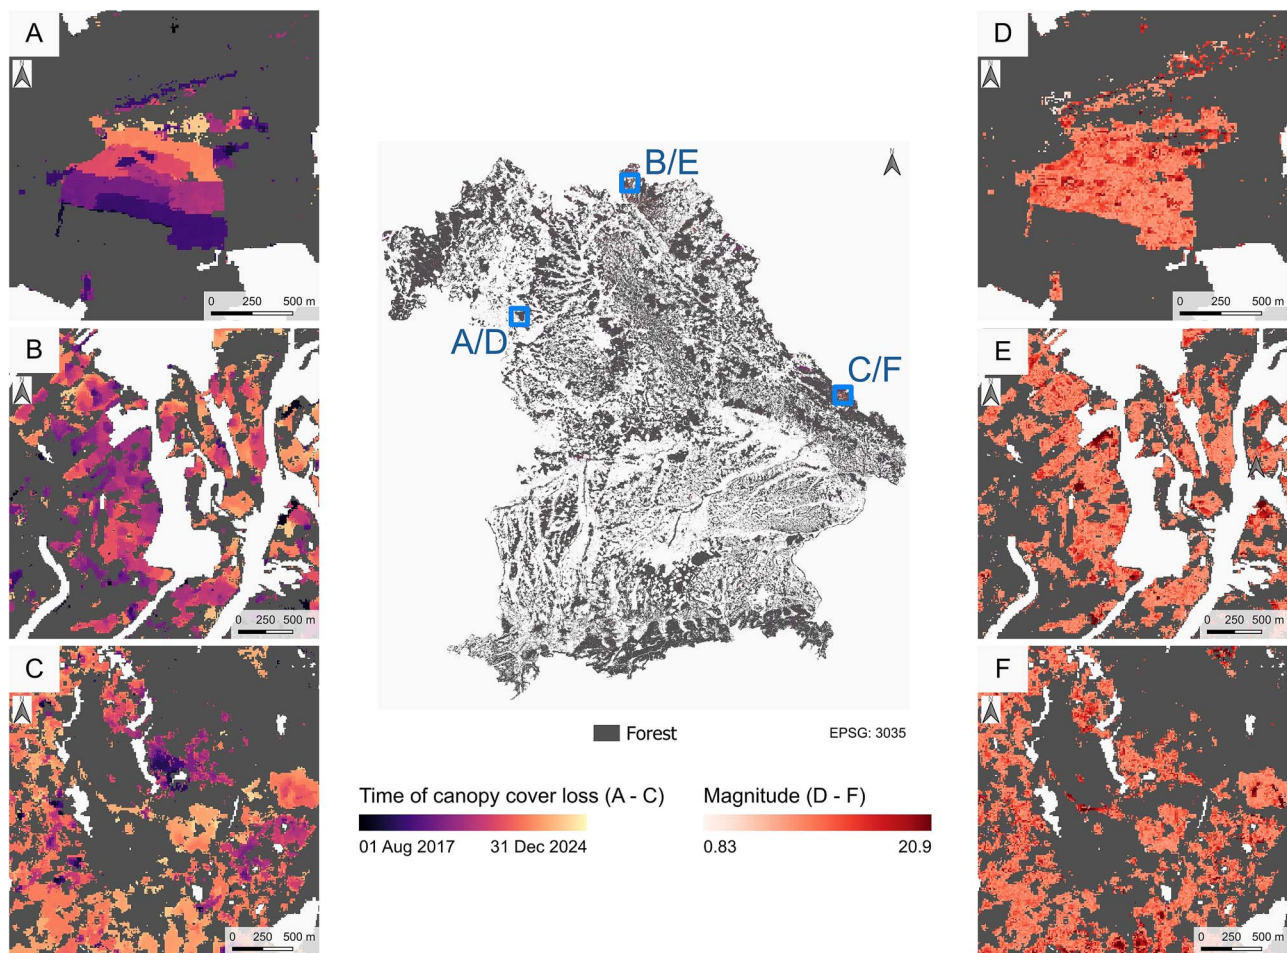 A
N
0 250 500 m
B
N
0 250 500 m
C
N
0 250 500 m
N
B/E
A/D
C/F
Forest
EPSG: 3035
Time of canopy cover loss (A - C)
01 Aug 2017 31 Dec 2024
Magnitude (D - F)
0.83 20.9
D
N
0 250 500 m
E
N
0 250 500 m
F
N
0 250 500 m